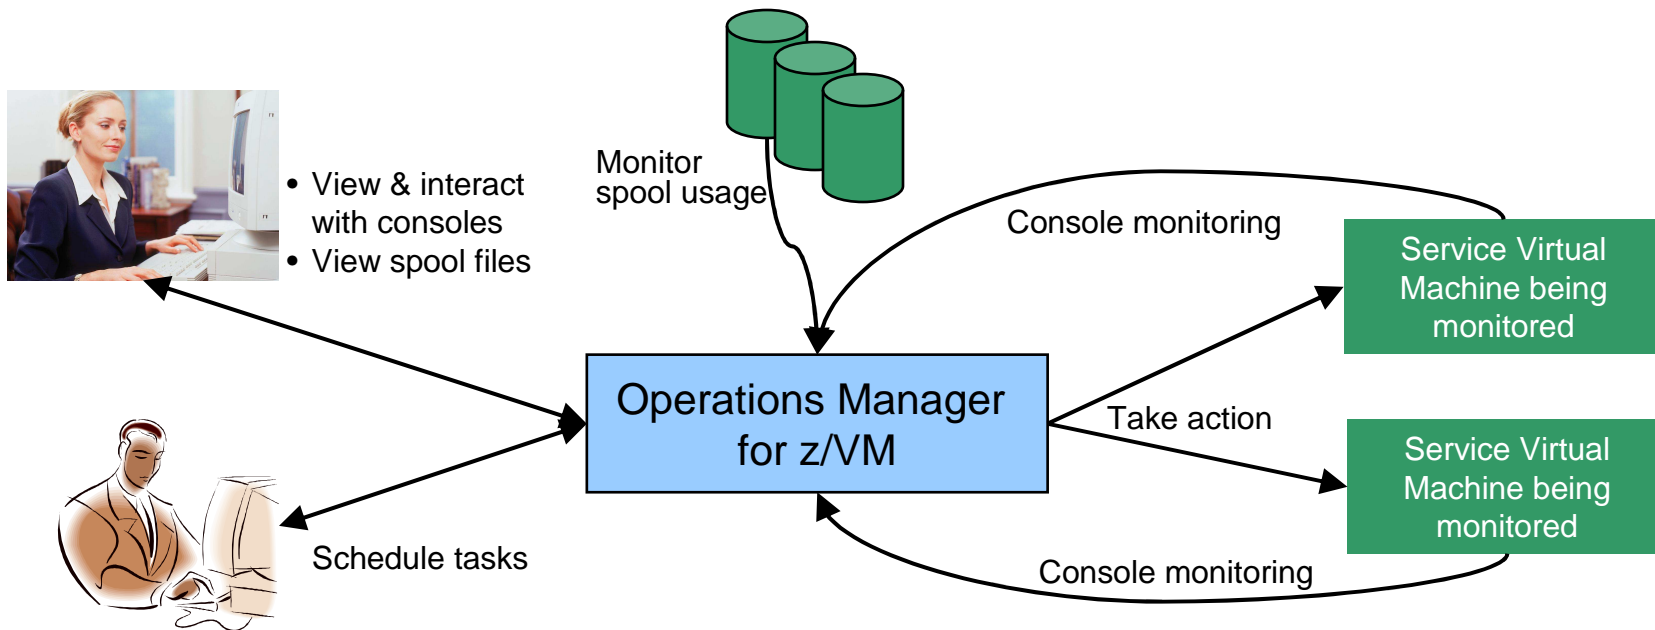 Monitor
spool usage
• View & interact
with consoles
• View spool files
Console monitoring
Service Virtual
Machine being
monitored
Operations Manager
for z/VM
Take action
Service Virtual
Machine being
monitored
Schedule tasks
Console monitoring